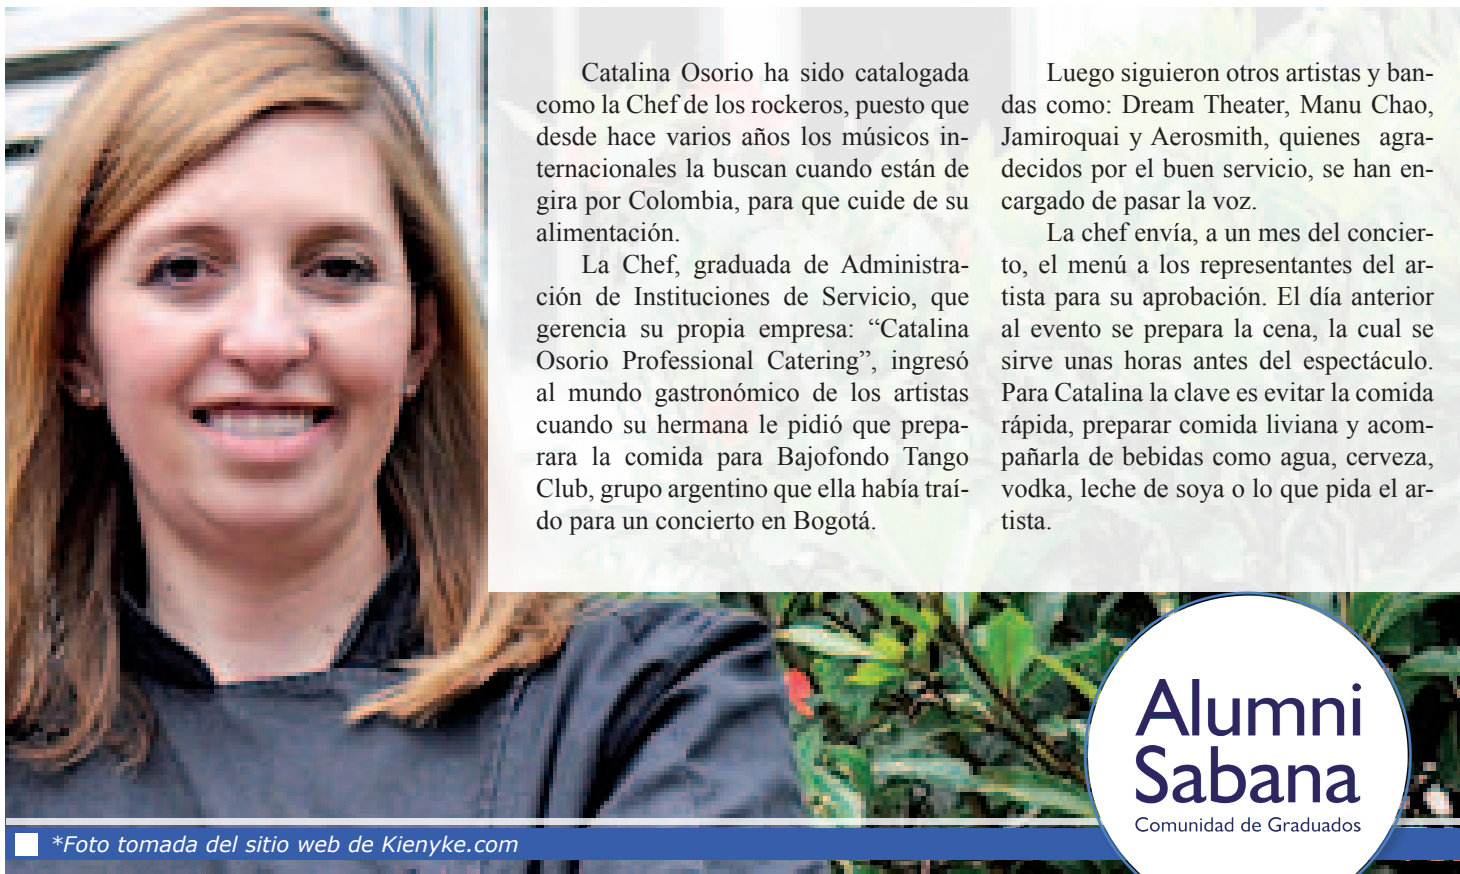 Catalina Osorio ha sido catalogada
como la Chef de los rockeros, puesto que
desde hace varios años los músicos in-
ternacionales la buscan cuando están de
gira por Colombia, para que cuide de su
alimentación.
La Chef, graduada de Administra-
ción de Instituciones de Servicio, que
gerencia su propia empresa: “Catalina
Osorio Professional Catering”, ingresó
al mundo gastronómico de los artistas
cuando su hermana le pidió que prepa-
rara la comida para Bajofondo Tango
Club, grupo argentino que ella había traí-
do para un concierto en Bogotá.
Luego siguieron otros artistas y ban-
das como: Dream Theater, Manu Chao,
Jamiroquai y Aerosmith, quienes agra-
decidos por el buen servicio, se han en-
cargado de pasar la voz.
La chef envía, a un mes del concier-
to, el menú a los representantes del ar-
tista para su aprobación. El día anterior
al evento se prepara la cena, la cual se
sirve unas horas antes del espectáculo.
Para Catalina la clave es evitar la comida
rápida, preparar comida liviana y acom-
pañarla de bebidas como agua, cerveza,
vodka, leche de soya o lo que pida el ar-
tista.
Alumni
Sabana
Comunidad de Graduados
*Foto tomada del sitio web de Kienyke.com